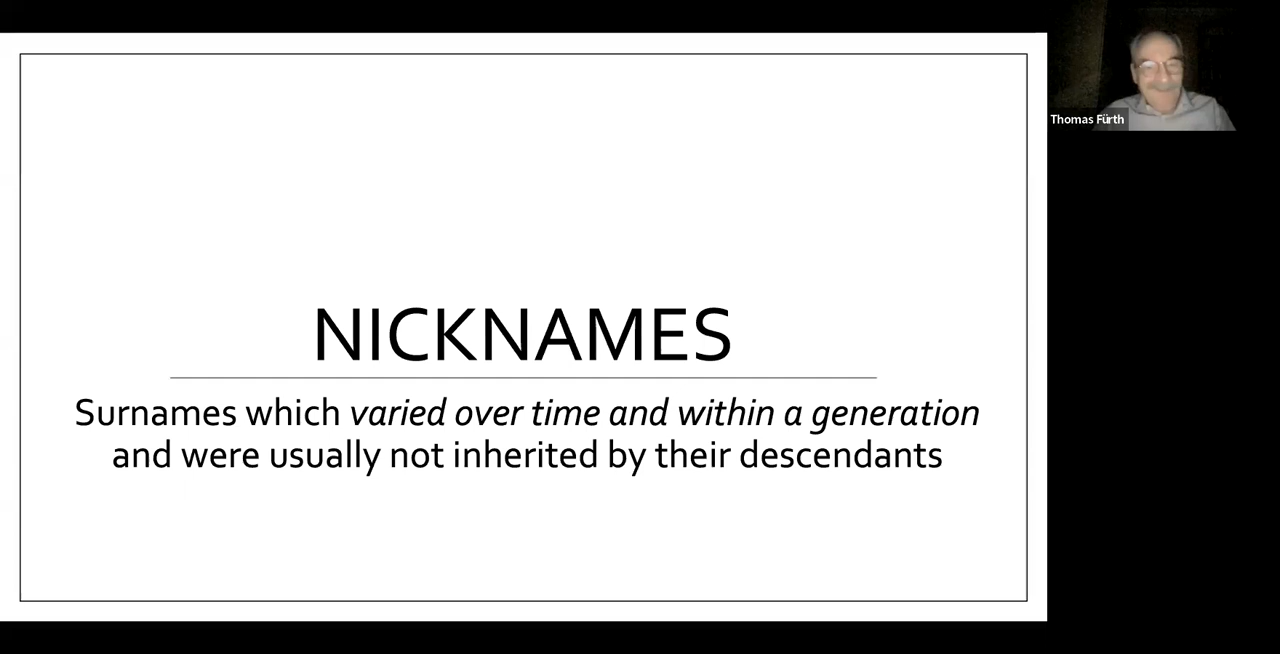 NICKNAMES
Surnames which varied over time and within a generation
and were usually not inherited by their descendants
Thomas Fürth